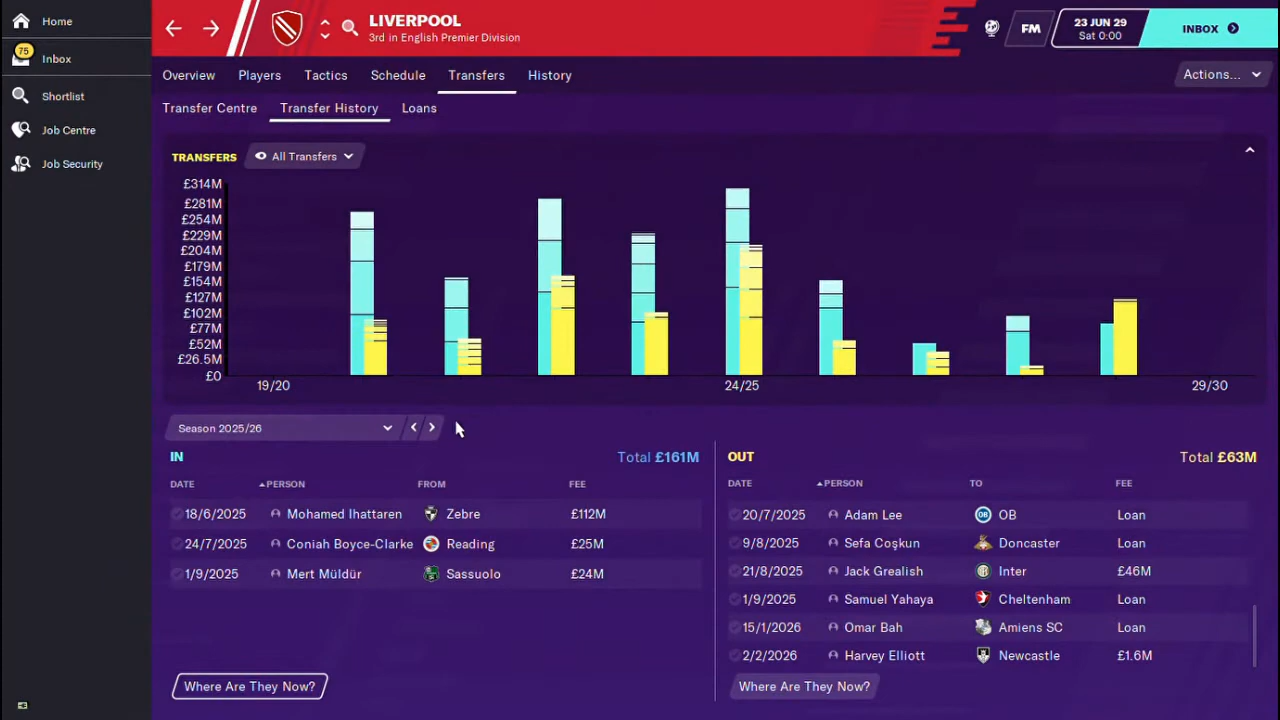 Home
75
Inbox
Shortlist
Job Centre
Job Security
LIVERPOOL
3rd in English Premier Division
FM
23 JUN 29
Sat 0:00
INBOX
Overview
Players
Tactics
Schedule
Transfers
History
Actions...
Transfer Centre
Transfer History
Loans
TRANSFERS
All Transfers
£314M
£281M
£254M
£229M
£204M
£179M
£154M
£127M
£102M
£77M
£52M
£26.5M
£0
19/20
24/25
29/30
Season 2025/26
IN
Total £161M
DATE PERSON FROM FEE
18/6/2025 Mohamed Ihattaren Zebre £112M
24/7/2025 Coniah Boyce-Clarke Reading £25M
1/9/2025 Mert Müldür Sassuolo £24M
Where Are They Now?
OUT
Total £63M
DATE PERSON TO FEE
20/7/2025 Adam Lee OB Loan
9/8/2025 Sefa Coşkun Doncaster Loan
21/8/2025 Jack Grealish Inter £46M
1/9/2025 Samuel Yahaya Cheltenham Loan
15/1/2026 Omar Bah Amiens SC Loan
2/2/2026 Harvey Elliott Newcastle £1.6M
Where Are They Now?